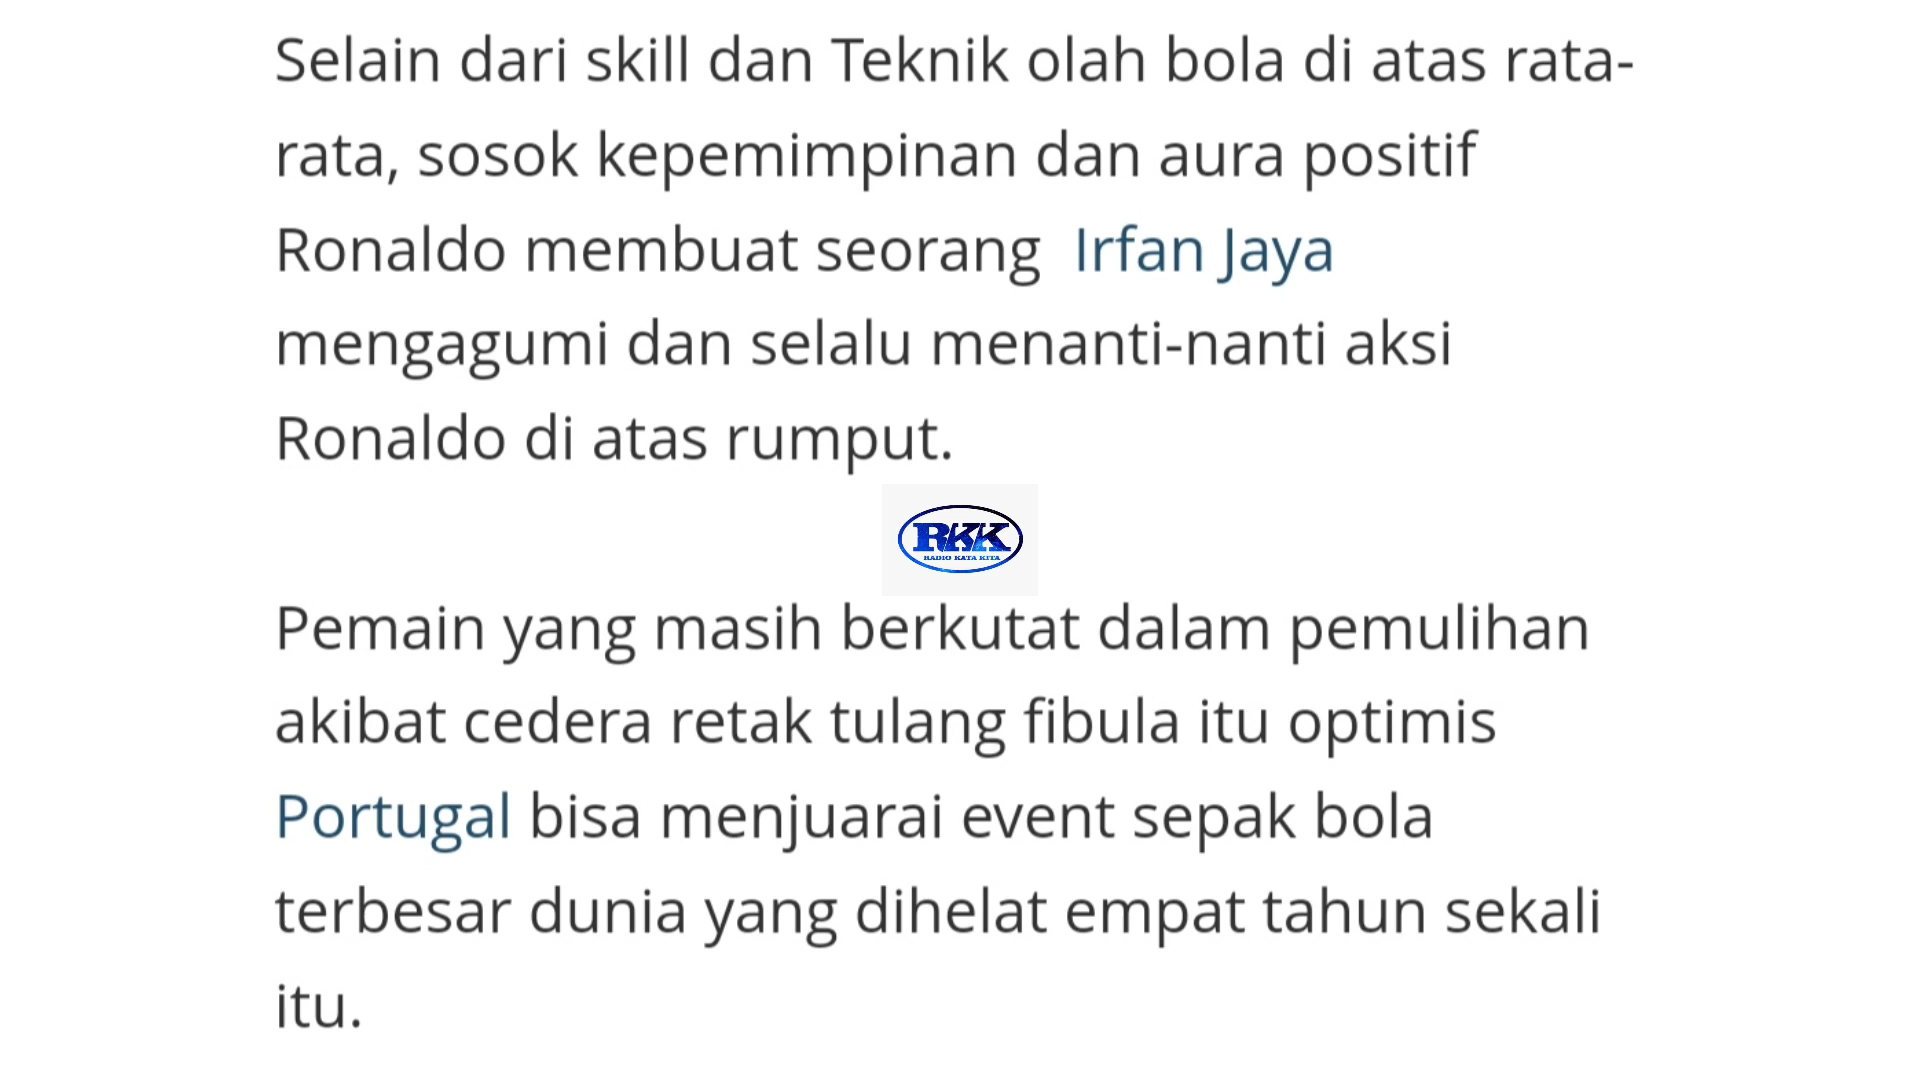 Selain dari skill dan Teknik olah bola di atas rata-
rata, sosok kepemimpinan dan aura positif
Ronaldo membuat seorang  Irfan Jaya
mengagumi dan selalu menanti-nanti aksi
Ronaldo di atas rumput.
RKK
RADIO KATA KITA
Pemain yang masih berkutat dalam pemulihan
akibat cedera retak tulang fibula itu optimis
Portugal bisa menjuarai event sepak bola
terbesar dunia yang dihelat empat tahun sekali
itu.